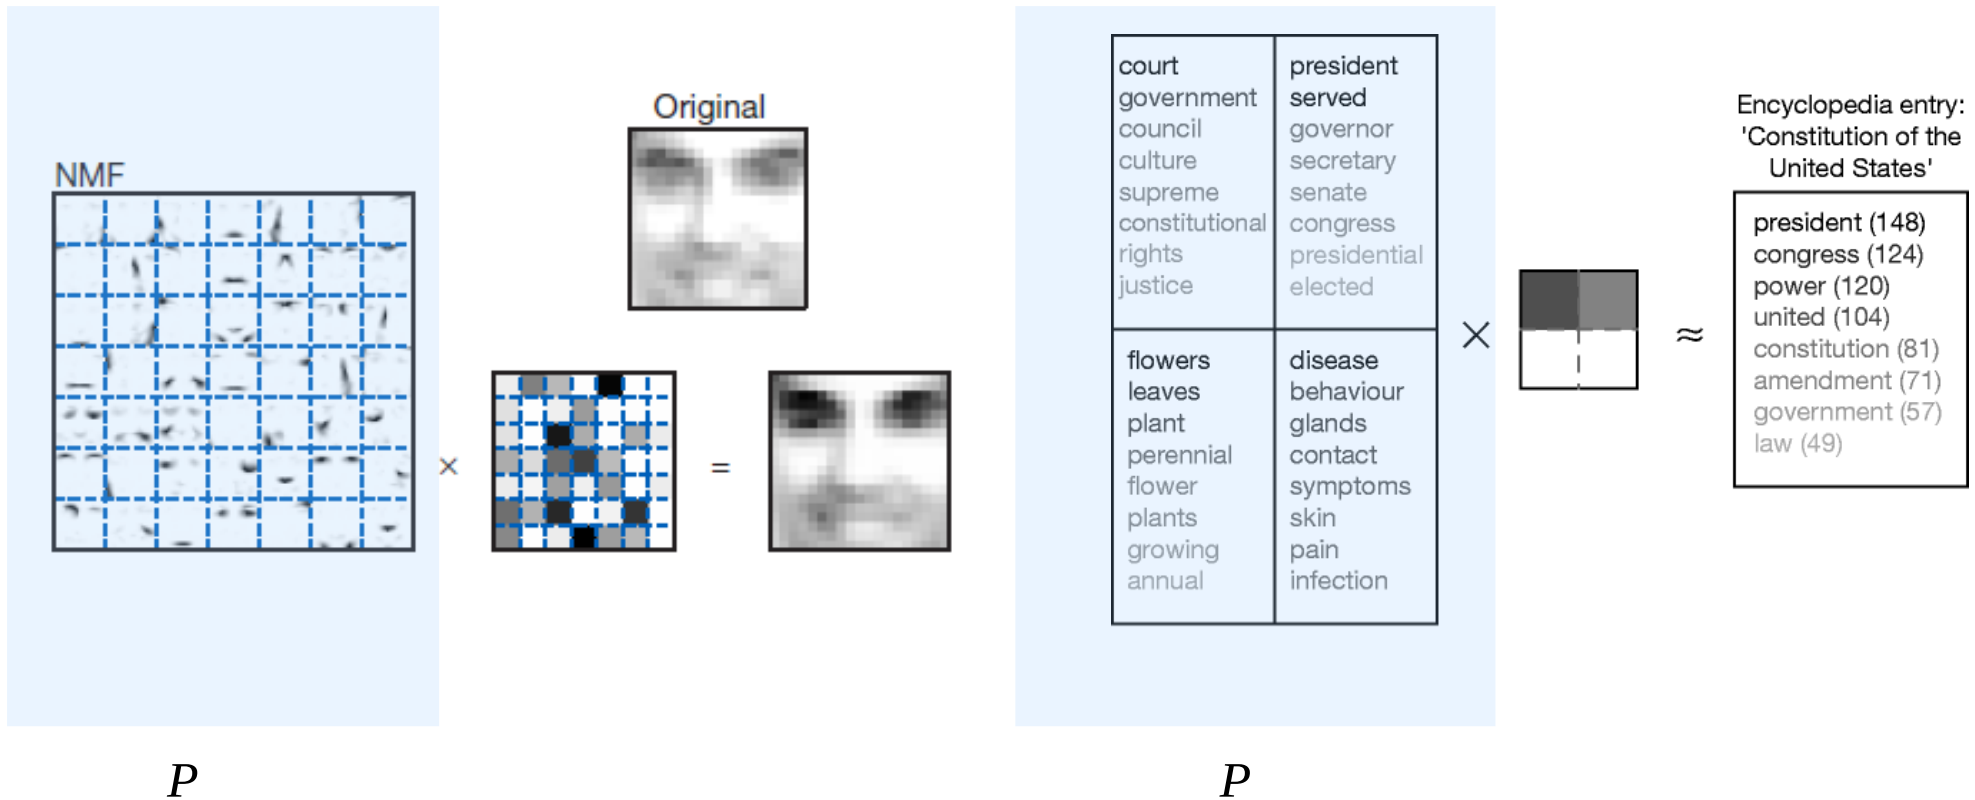 Original
NMF
×
=
P
court
government
council
culture
supreme
constitutional
rights
justice
president
served
governor
secretary
senate
congress
presidential
elected
flowers
leaves
plant
perennial
flower
plants
growing
annual
disease
behaviour
glands
contact
symptoms
skin
pain
infection
×
≈
Encyclopedia entry:
'Constitution of the
United States'
president (148)
congress (124)
power (120)
united (104)
constitution (81)
amendment (71)
government (57)
law (49)
P